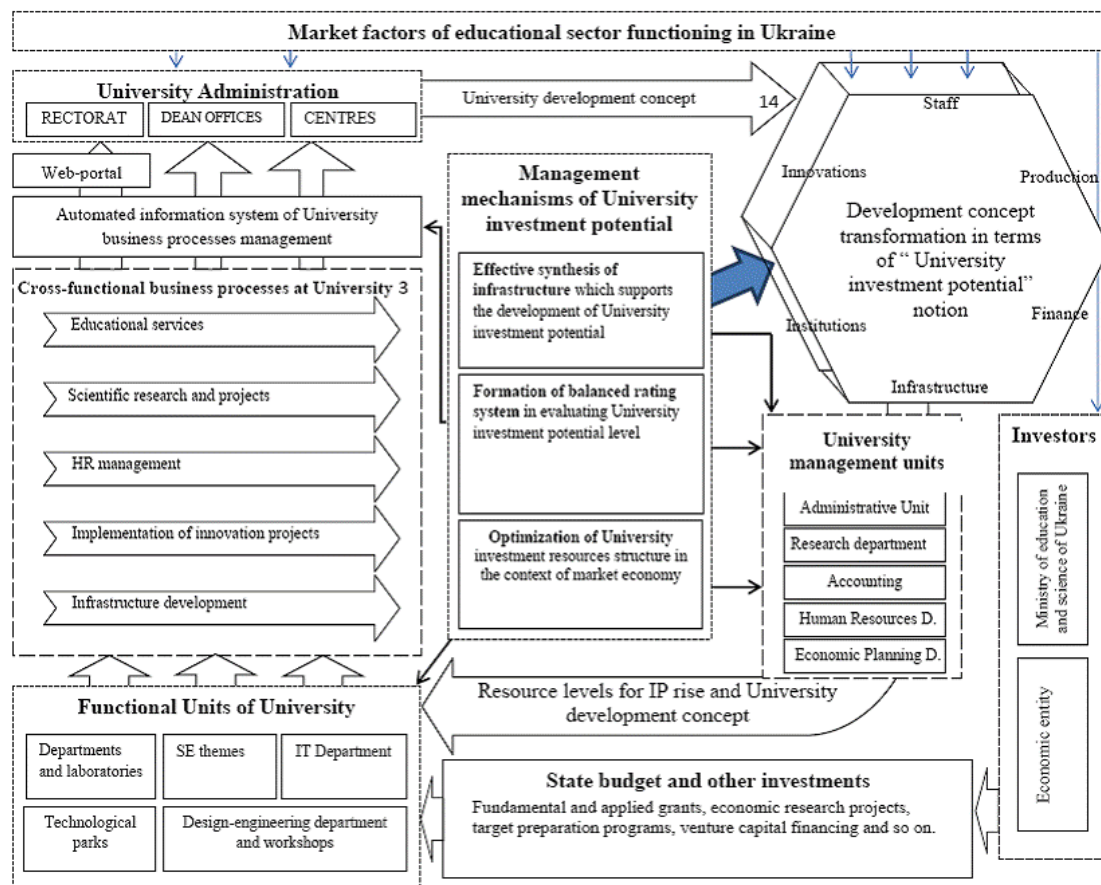 Market factors of educational sector functioning in Ukraine
University Administration
RECTORAT
DEAN OFFICES
CENTRES
University development concept
14
Staff
Innovations
Production
Development concept
transformation in terms
of “ University
investment potential”
notion
Institutions
Finance
Infrastructure
Web-portal
Automated information system of University
business processes management
Management
mechanisms of University
investment potential
Effective synthesis of
infrastructure which supports
the development of University
investment potential
Formation of balanced rating
system in evaluating University
investment potential level
Optimization of University
investment resources structure in
the context of market economy
Cross-functional business processes at University 3
Educational services
Scientific research and projects
HR management
Implementation of innovation projects
Infrastructure development
University
management units
Administrative Unit
Research department
Accounting
Human Resources D.
Economic Planning D.
Investors
Ministry of education
and science of Ukraine
Economic entity
Resource levels for IP rise and University
development concept
Functional Units of University
Departments
and laboratories
SE themes
IT Department
Technological
parks
Design-engineering department
and workshops
State budget and other investments
Fundamental and applied grants, economic research projects,
target preparation programs, venture capital financing and so on.